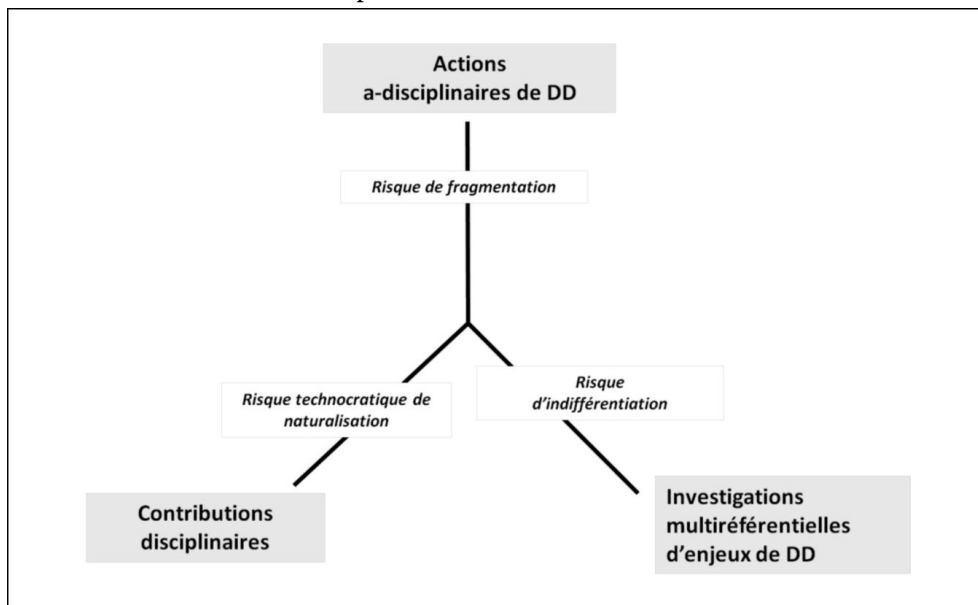 Actions
a-disciplinaires de DD
Risque de fragmentation
Risque technocratique de
naturalisation
Risque
d’indifférentiation
Contributions
disciplinaires
Investigations
multiréférentielles
d’enjeux de DD